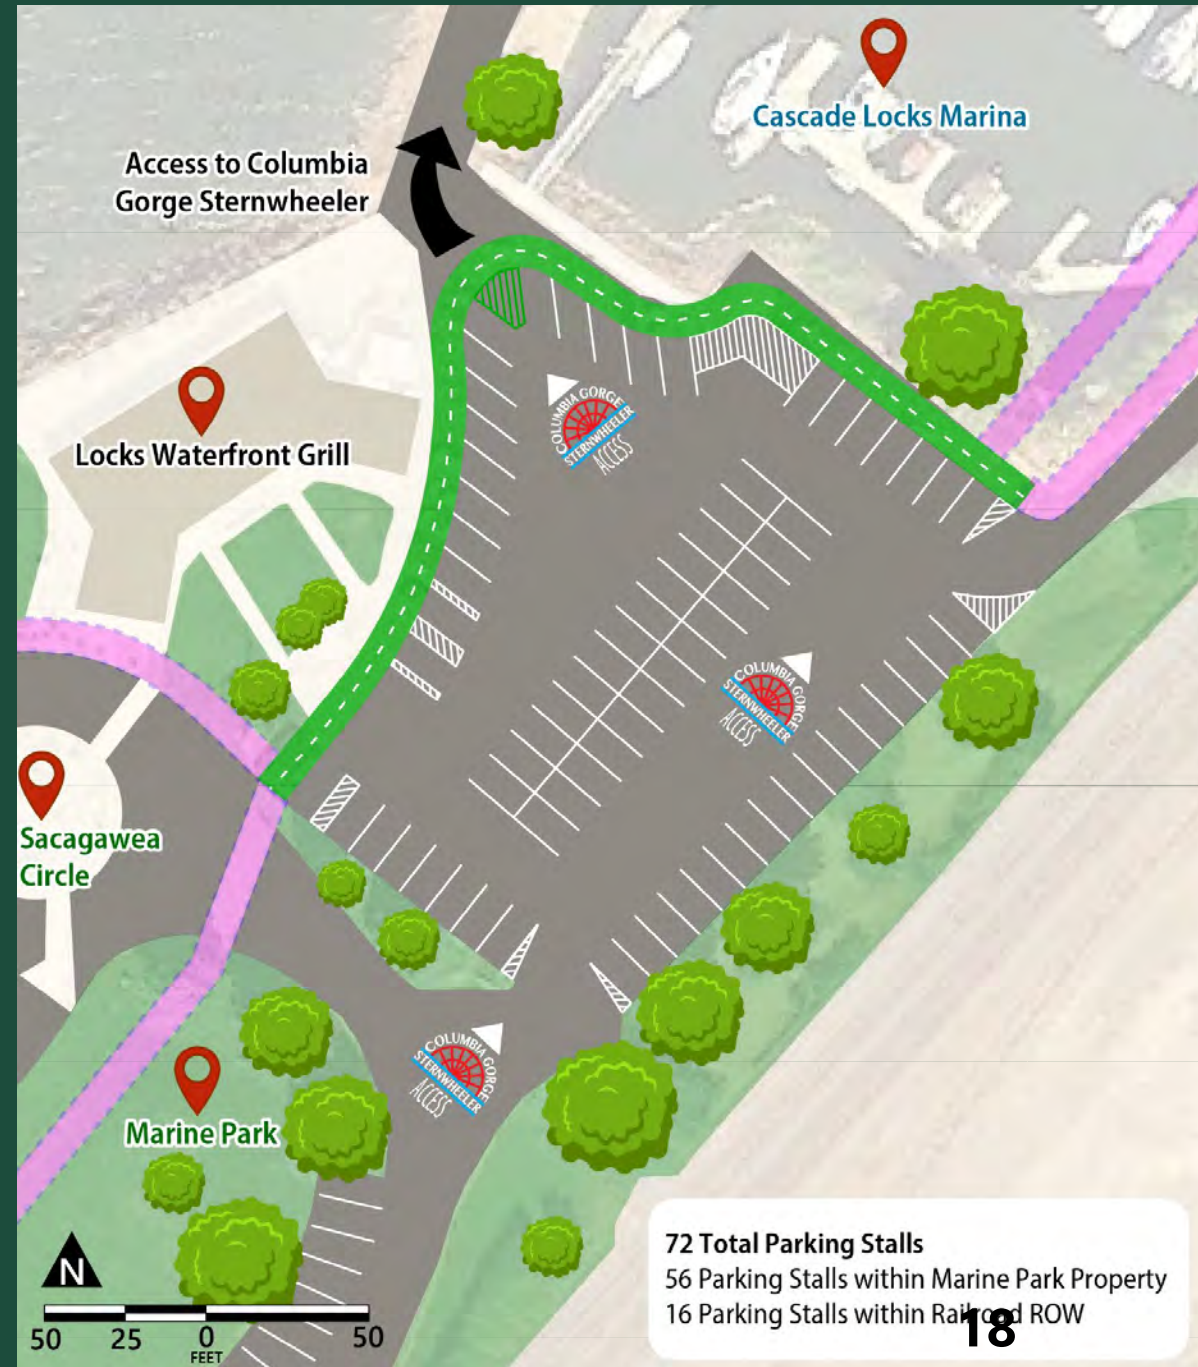 Cascade Locks Marina
Access to Columbia
Gorge Sternwheeler
COLUMBIA GORGE
STERNWHEELER
ACCESS
Locks Waterfront Grill
COLUMBIA GORGE
STERNWHEELER
ACCESS
Sacagawea
Circle
COLUMBIA GORGE
STERNWHEELER
ACCESS
Marine Park
N
50 25 0 50
FEET
72 Total Parking Stalls
56 Parking Stalls within Marine Park Property
16 Parking Stalls within Railroad ROW
18